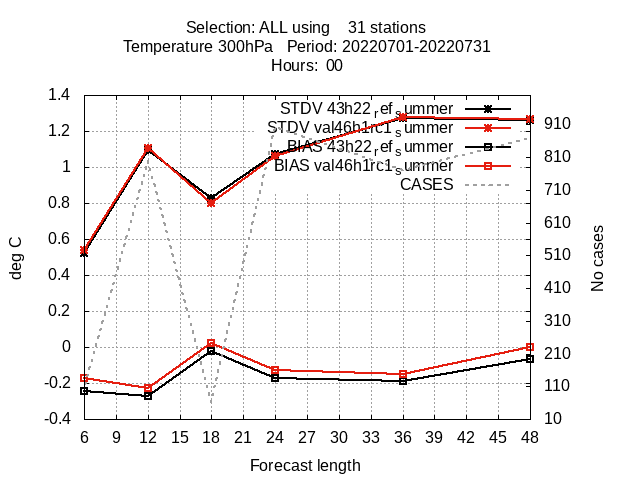 Selection: ALL using 31 stations
Temperature 300hPa Period: 20220701-20220731
Hours: 00
STDV 43h22_ref_summer
STDV val46h1rc1_summer
BIAS 43h22_ref_summer
BIAS val46h1rc1_summer
CASES
1.4
1.2
1
0.8
0.6
0.4
0.2
0
-0.2
-0.4
deg C
910
810
710
610
510
410
310
210
110
10
No cases
6 9 12 15 18 21 24 27 30 33 36 39 42 45 48
Forecast length